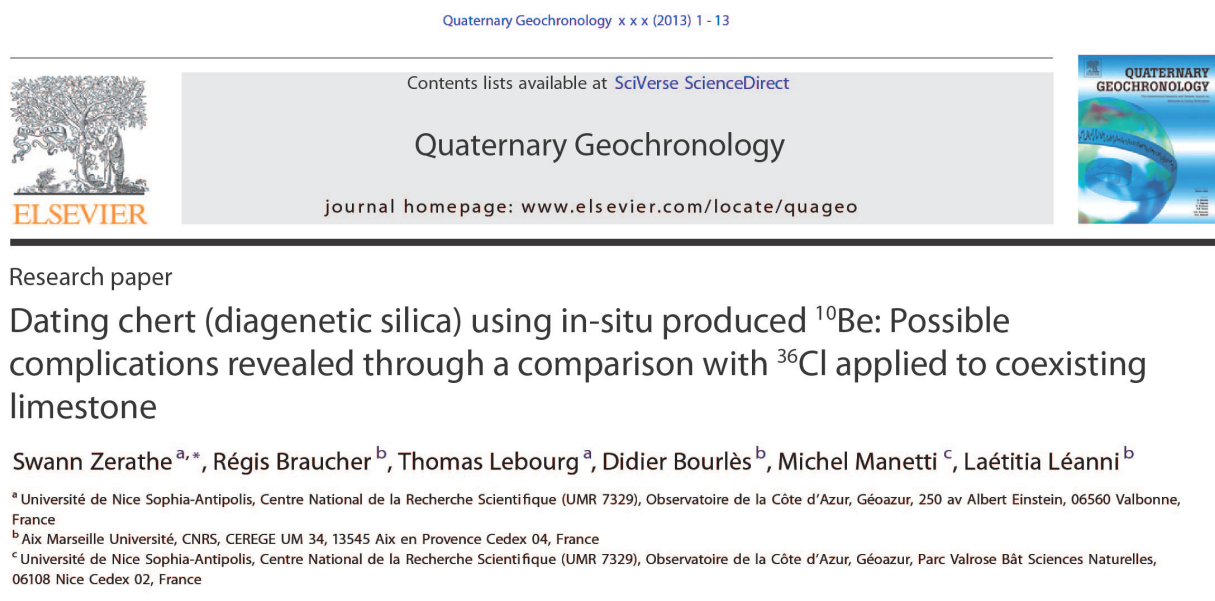 Quaternary Geochronology x x x (2013) 1 - 13
Contents lists available at SciVerse ScienceDirect
Quaternary Geochronology
journal homepage: www.elsevier.com/locate/quageo
ELSEVIER
QUATERNARY
GEOCHRONOLOGY
Research paper
Dating chert (diagenetic silica) using in-situ produced ¹⁰Be: Possible
complications revealed through a comparison with ³⁶Cl applied to coexisting
limestone
Swann Zerathe ᵃ,*, Régis Braucher ᵇ, Thomas Lebourg ᵃ, Didier Bourlès ᵇ, Michel Manetti ᶜ, Laétitia Léanni ᵇ
ᵃ Université de Nice Sophia-Antipolis, Centre National de la Recherche Scientifique (UMR 7329), Observatoire de la Côte d'Azur, Géoazur, 250 av Albert Einstein, 06560 Valbonne,
France
ᵇ Aix Marseille Université, CNRS, CEREGE UM 34, 13545 Aix en Provence Cedex 04, France
ᶜ Université de Nice Sophia-Antipolis, Centre National de la Recherche Scientifique (UMR 7329), Observatoire de la Côte d'Azur, Géoazur, Parc Valrose Bât Sciences Naturelles,
06108 Nice Cedex 02, France